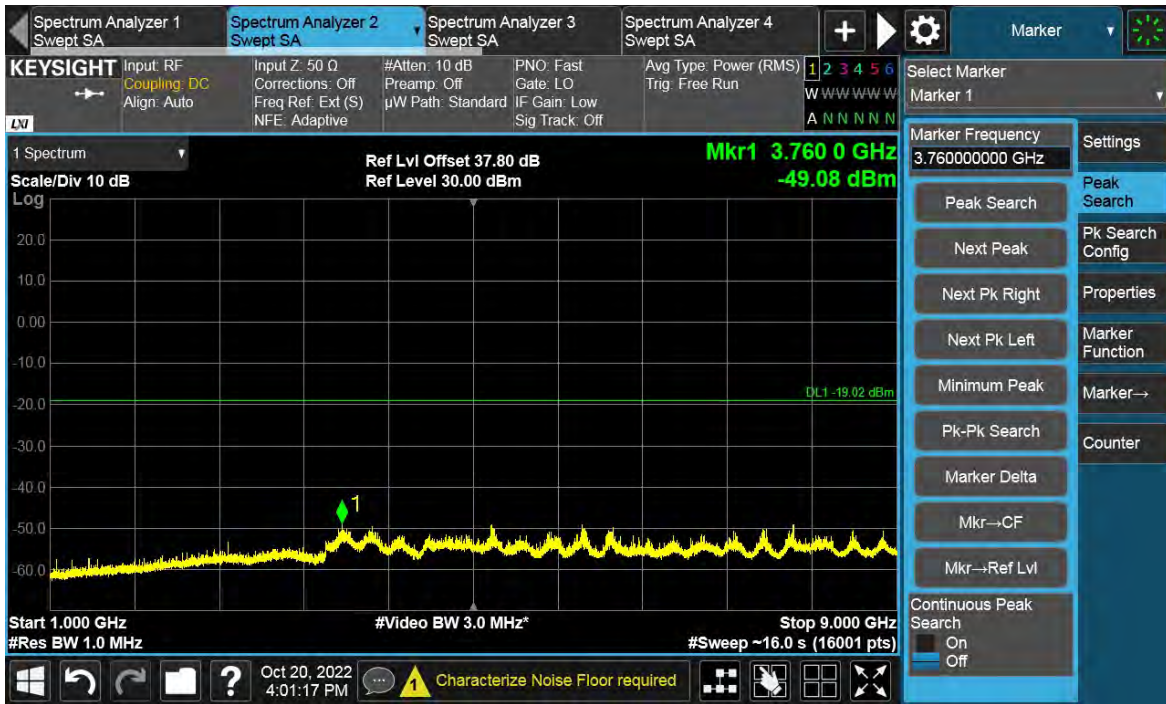 Spectrum Analyzer 1
Swept SA
Spectrum Analyzer 2
Swept SA
Spectrum Analyzer 3
Swept SA
Spectrum Analyzer 4
Swept SA
+
Marker
KEYSIGHT
LXI
Input: RF
Coupling: DC
Align: Auto
Input Z: 50 Ω
Corrections: Off
Freq Ref: Ext (S)
NFE: Adaptive
#Atten: 10 dB
Preamp: Off
µW Path: Standard
PNO: Fast
Gate: LO
IF Gain: Low
Sig Track: Off
Avg Type: Power (RMS)
Trig: Free Run
1 2 3 4 5 6
W W W W W W
A N N N N N
Select Marker
Marker 1
1 Spectrum
Scale/Div 10 dB
Log
Ref Lvl Offset 37.80 dB
Ref Level 30.00 dBm
Mkr1 3.760 0 GHz
-49.08 dBm
20.0
10.0
0.00
-10.0
-20.0
-30.0
-40.0
-50.0
-60.0
DL1 -19.02 dBm
1
Start 1.000 GHz
#Res BW 1.0 MHz
#Video BW 3.0 MHz*
Stop 9.000 GHz
#Sweep ~16.0 s (16001 pts)
Marker Frequency
3.760000000 GHz
Peak Search
Next Peak
Next Pk Right
Next Pk Left
Minimum Peak
Pk-Pk Search
Marker Delta
Mkr→CF
Mkr→Ref Lvl
Continuous Peak
Search
On
Off
Settings
Peak
Search
Pk Search
Config
Properties
Marker
Function
Marker→
Counter
?
Oct 20, 2022
4:01:17 PM
1
Characterize Noise Floor required